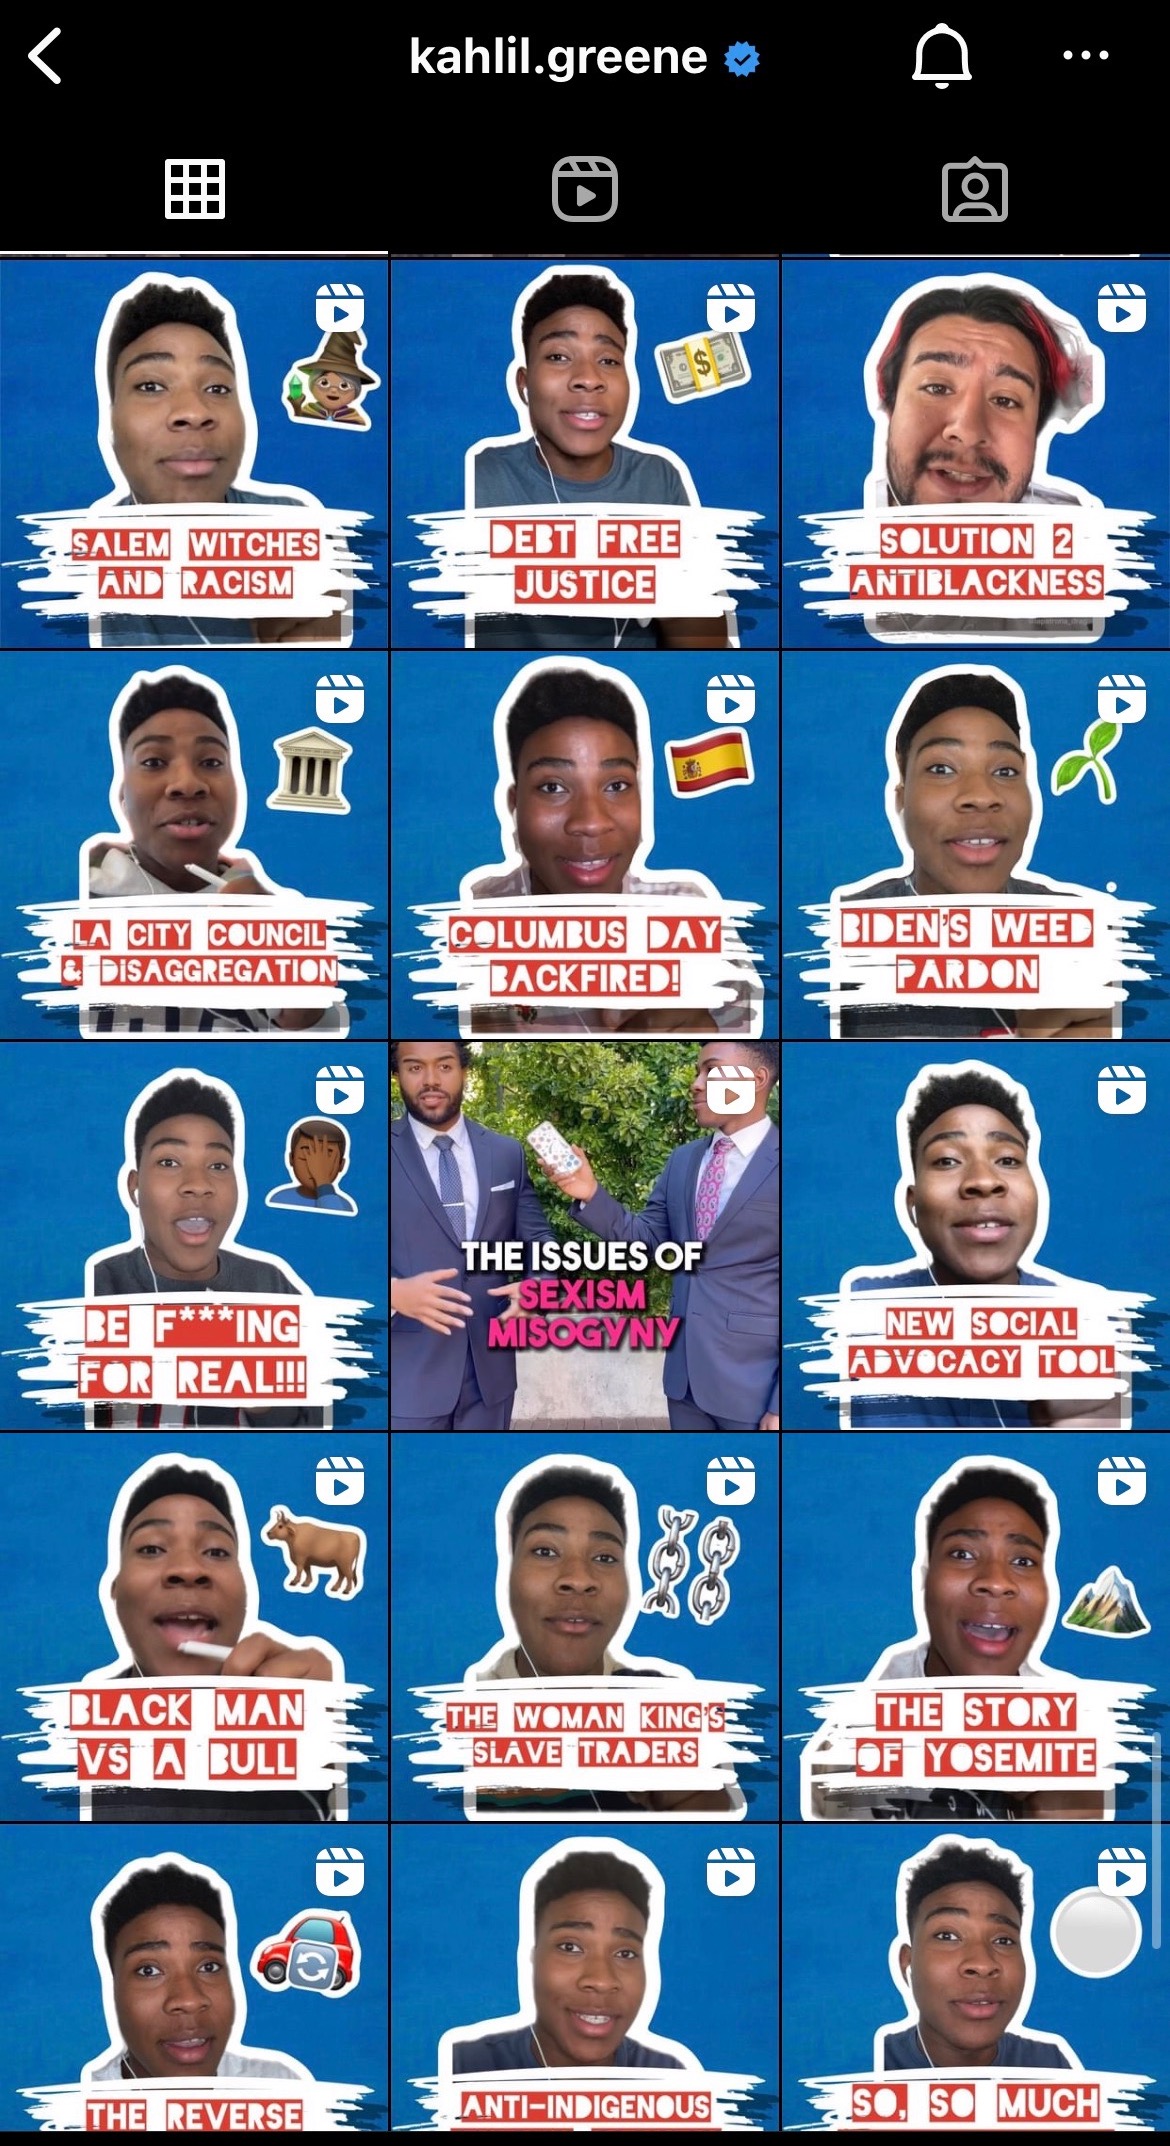 kahlil.greene
SALEM WITCHES
AND RACISM
DEBT FREE
JUSTICE
SOLUTION 2
ANTIBLACKNESS
LA CITY COUNCIL
& DISAGGREGATION
COLUMBUS DAY
BACKFIRED!
BIDEN'S WEED
PARDON
BE F***ING
FOR REAL!!!
THE ISSUES OF
SEXISM
MISOGYNY
NEW SOCIAL
ADVOCACY TOOL
BLACK MAN
VS A BULL
THE WOMAN KING'S
SLAVE TRADERS
THE STORY
OF YOSEMITE
THE REVERSE
ANTI-INDIGENOUS
SO, SO MUCH